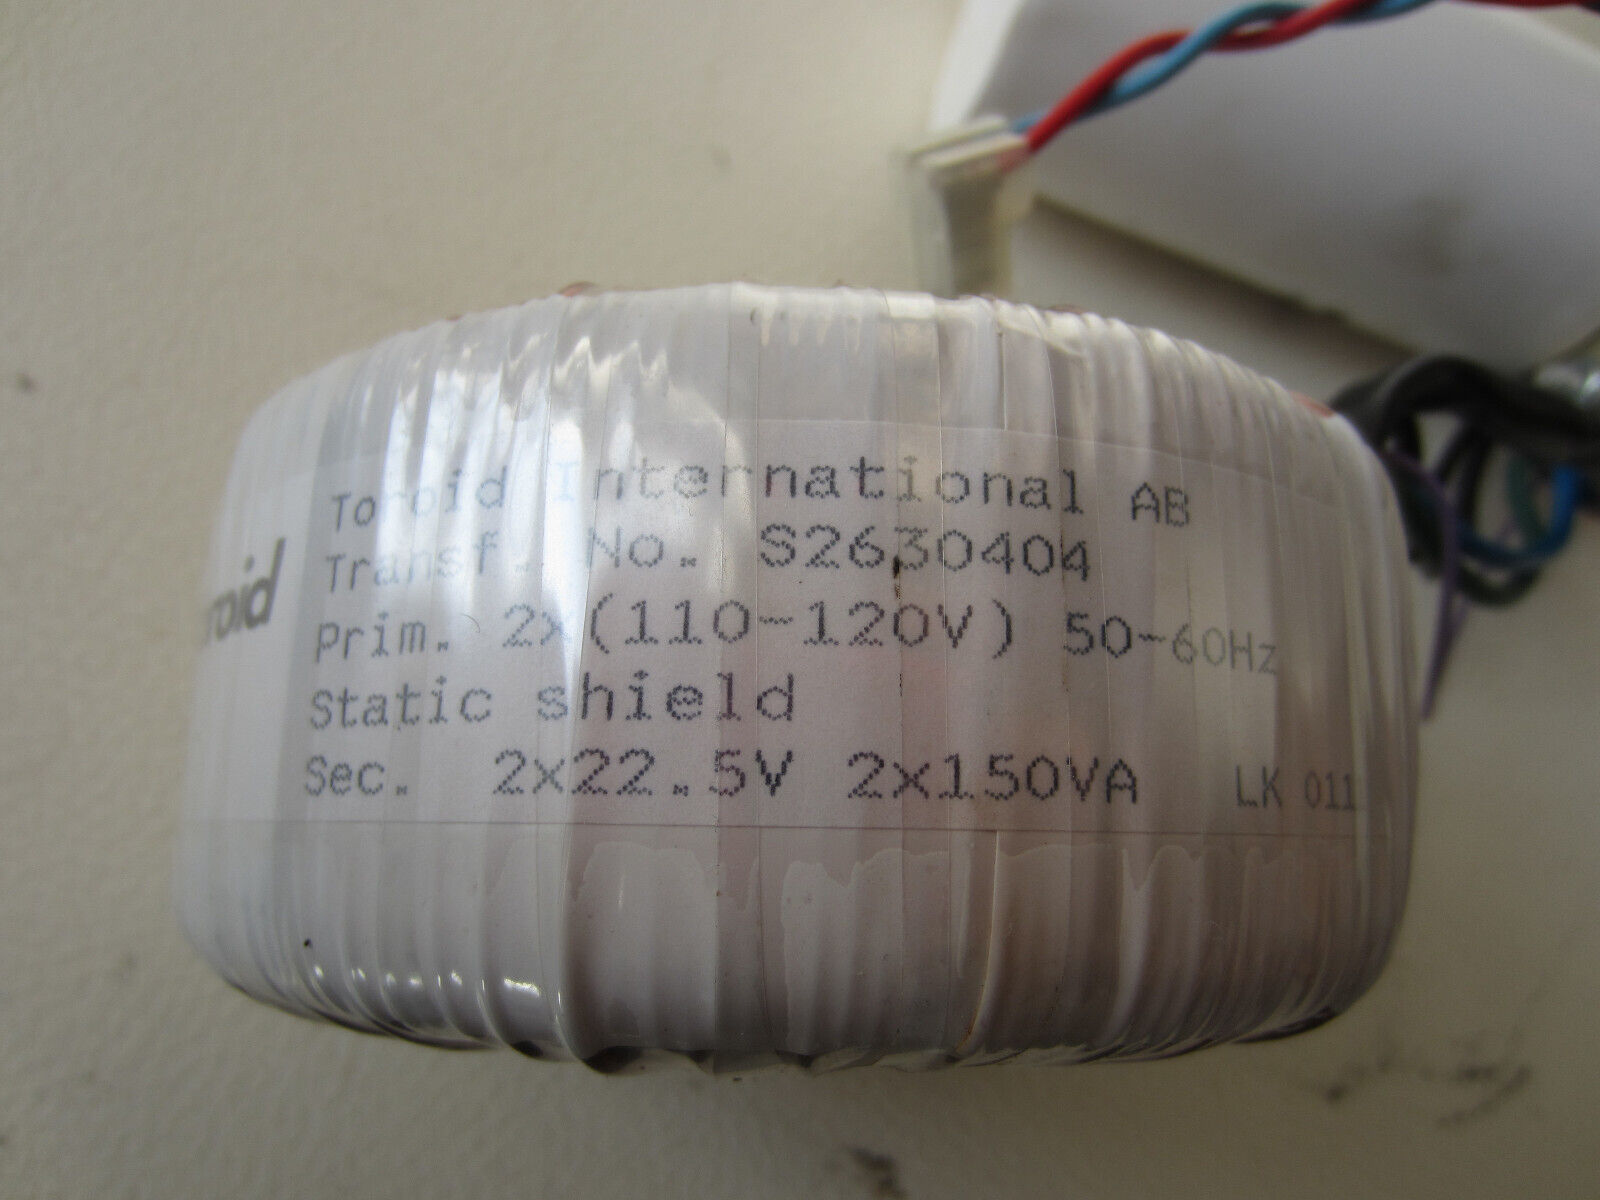 Toroid International AB
Transf. No. S2630404
Prim. 2x(110-120V) 50-60Hz
Static shield
Sec. 2x22.5V 2x150VA LK 011
roid